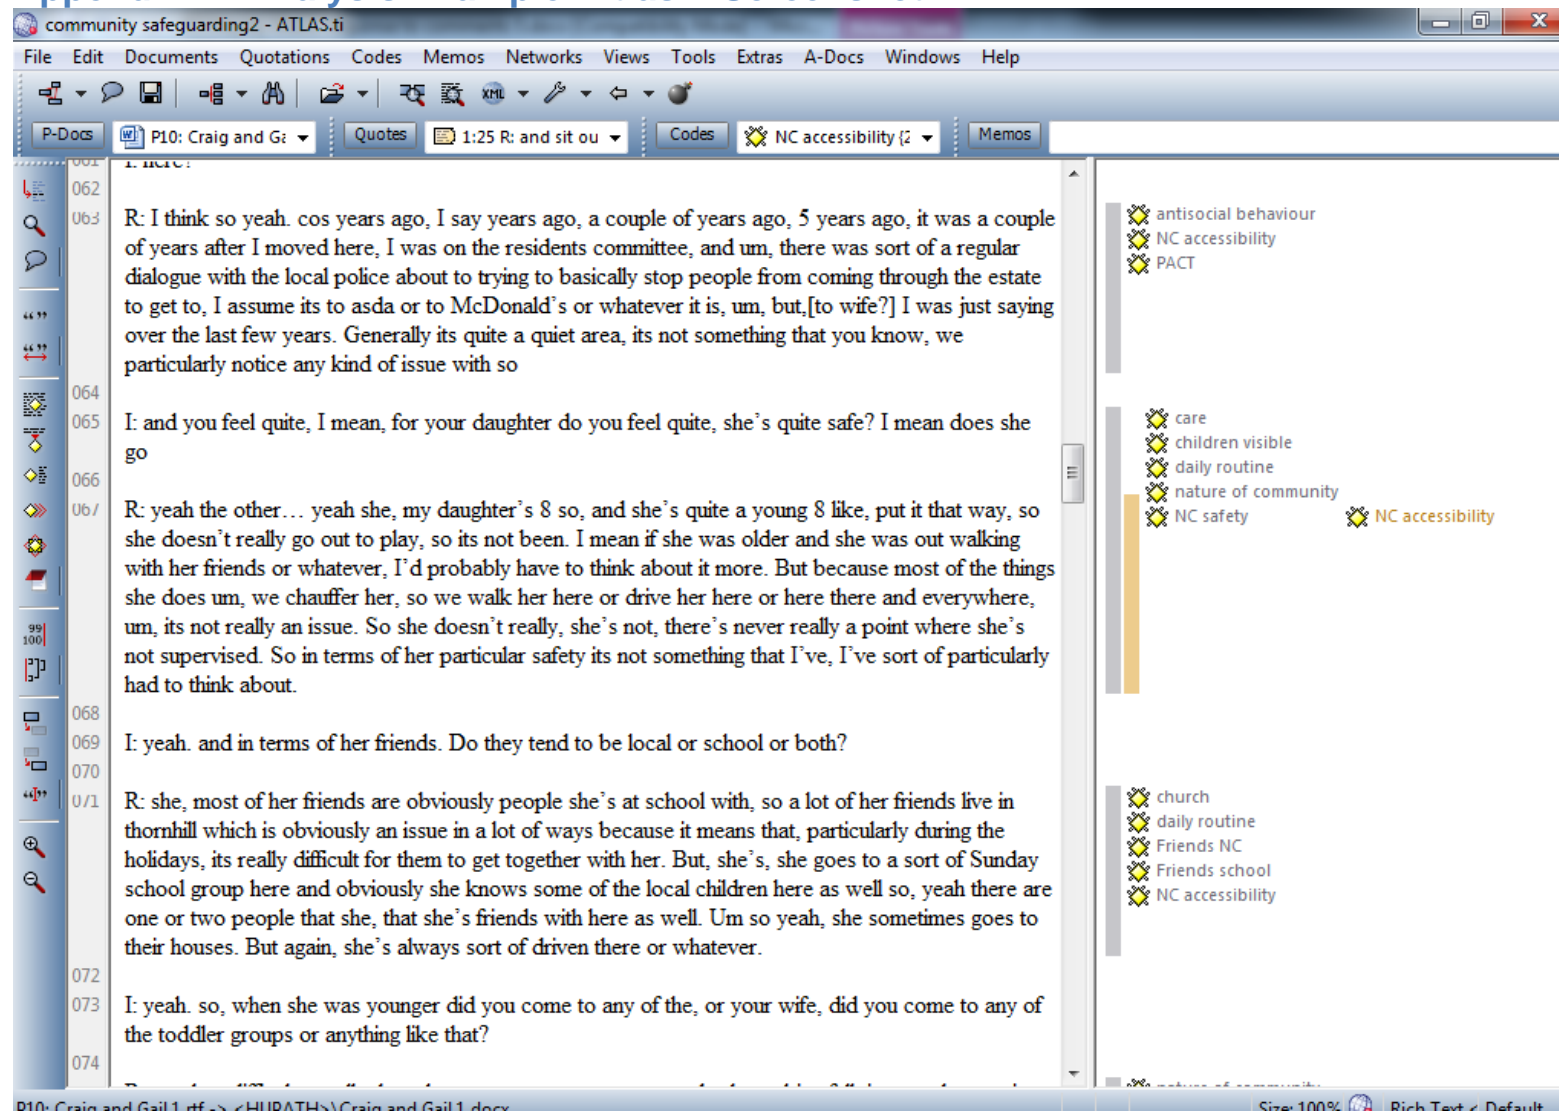 community safeguarding2 - ATLAS.ti
File Edit Documents Quotations Codes Memos Networks Views Tools Extras A-Docs Windows Help
XML
P-Docs P10: Craig and Ga Quotes 1:25 R: and sit ou Codes NC accessibility {2 Memos
061 I: here?
062
063 R: I think so yeah. cos years ago, I say years ago, a couple of years ago, 5 years ago, it was a couple
of years after I moved here, I was on the residents committee, and um, there was sort of a regular
dialogue with the local police about to trying to basically stop people from coming through the estate
to get to, I assume its to asda or to McDonald's or whatever it is, um, but,[to wife?] I was just saying
over the last few years. Generally its quite a quiet area, its not something that you know, we
particularly notice any kind of issue with so
antisocial behaviour
NC accessibility
PACT
064
065 I: and you feel quite, I mean, for your daughter do you feel quite, she's quite safe? I mean does she
go
066
067 R: yeah the other… yeah she, my daughter's 8 so, and she's quite a young 8 like, put it that way, so
she doesn't really go out to play, so its not been. I mean if she was older and she was out walking
with her friends or whatever, I'd probably have to think about it more. But because most of the things
she does um, we chauffer her, so we walk her here or drive her here or here there and everywhere,
um, its not really an issue. So she doesn't really, she's not, there's never really a point where she's
not supervised. So in terms of her particular safety its not something that I've, I've sort of particularly
had to think about.
care
children visible
daily routine
nature of community
NC safety NC accessibility
068
069 I: yeah. and in terms of her friends. Do they tend to be local or school or both?
070
071 R: she, most of her friends are obviously people she's at school with, so a lot of her friends live in
thornhill which is obviously an issue in a lot of ways because it means that, particularly during the
holidays, its really difficult for them to get together with her. But, she's, she goes to a sort of Sunday
school group here and obviously she knows some of the local children here as well so, yeah there are
one or two people that she, that she's friends with here as well. Um so yeah, she sometimes goes to
their houses. But again, she's always sort of driven there or whatever.
church
daily routine
Friends NC
Friends school
NC accessibility
072
073 I: yeah. so, when she was younger did you come to any of the, or your wife, did you come to any of
the toddler groups or anything like that?
074
nature of community
99
100
P10: Craig and Gail 1.rtf -> <HUPATH>\Craig and Gail 1.docx Size: 100% Rich Text < Default